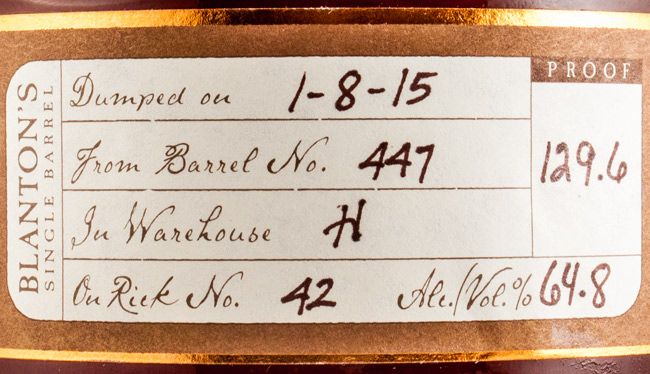 BLANTON'S
SINGLE BARREL
Dumped on 1-8-15
PROOF
From Barrel No. 447
129.6
In Warehouse H
On Rick No. 42 Alc./Vol.% 64.8